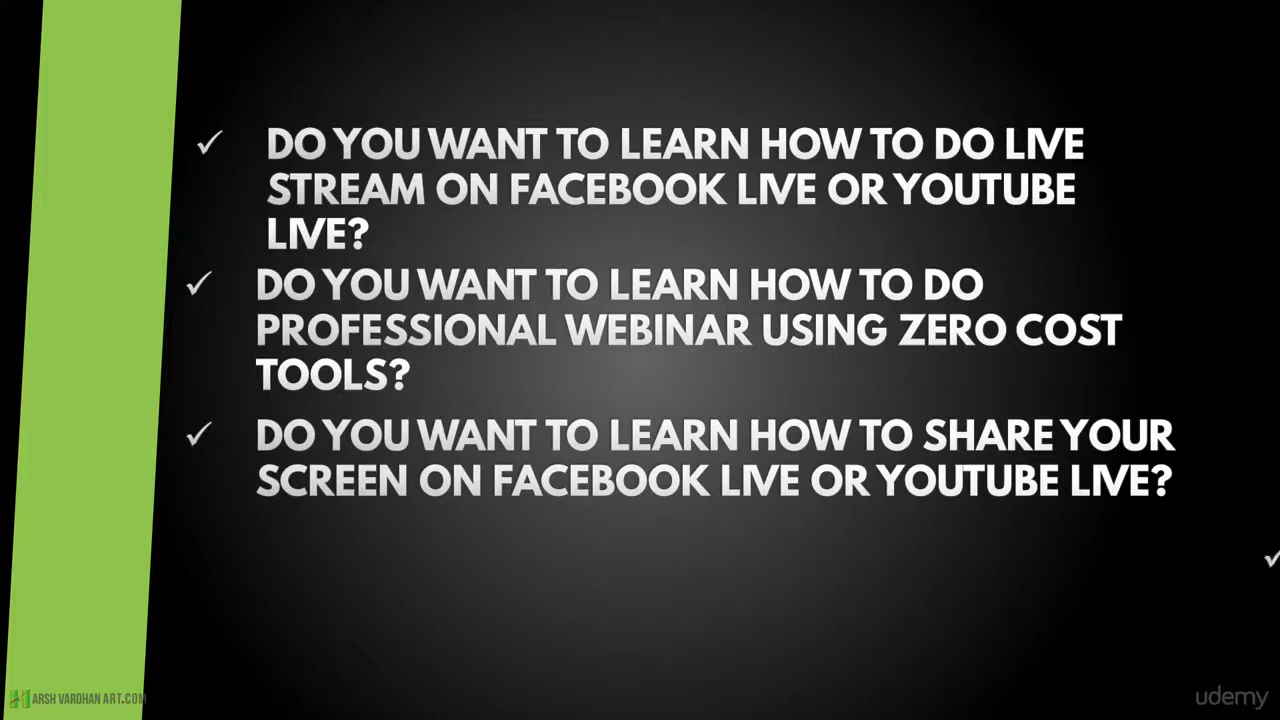 ✓ DO YOU WANT TO LEARN HOW TO DO LIVE
STREAM ON FACEBOOK LIVE OR YOUTUBE
LIVE?
✓ DO YOU WANT TO LEARN HOW TO DO
PROFESSIONAL WEBINAR USING ZERO COST
TOOLS?
✓ DO YOU WANT TO LEARN HOW TO SHARE YOUR
SCREEN ON FACEBOOK LIVE OR YOUTUBE LIVE?
✓
HARSH VARDHAN ART.COM
udemy